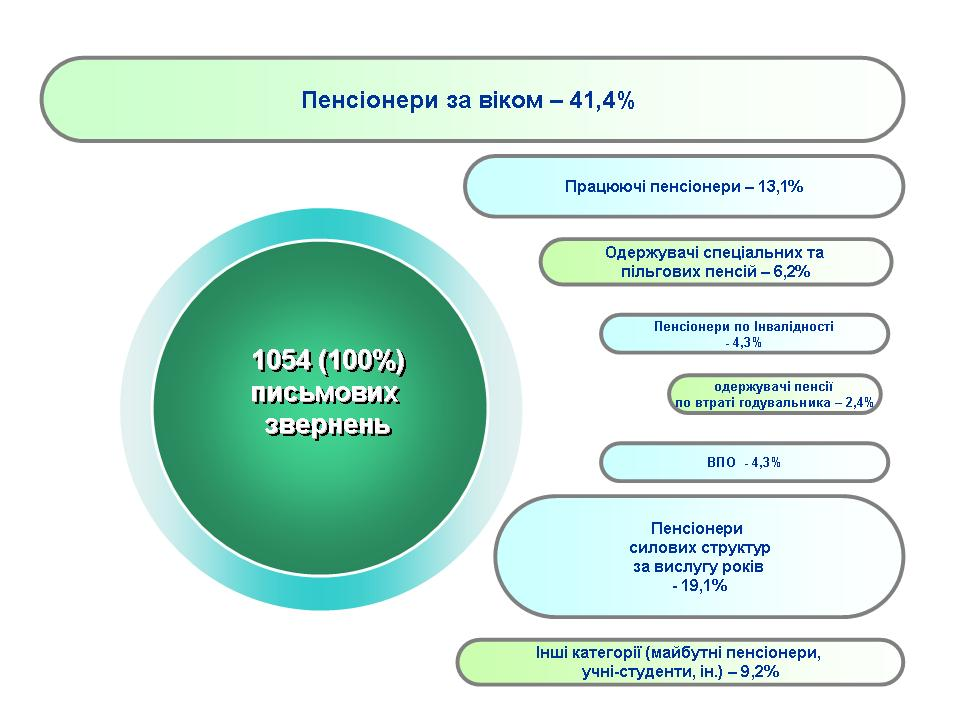 Пенсіонери за віком – 41,4%
Працюючі пенсіонери – 13,1%
Одержувачі спеціальних та
пільгових пенсій – 6,2%
Пенсіонери по Інвалідності
- 4,3%
одержувачі пенсії
по втраті годувальника – 2,4%
1054 (100%)
письмових
звернень
ВПО - 4,3%
Пенсіонери
силових структур
за вислугу років
- 19,1%
Інші категорії (майбутні пенсіонери,
учні-студенти, ін.) – 9,2%